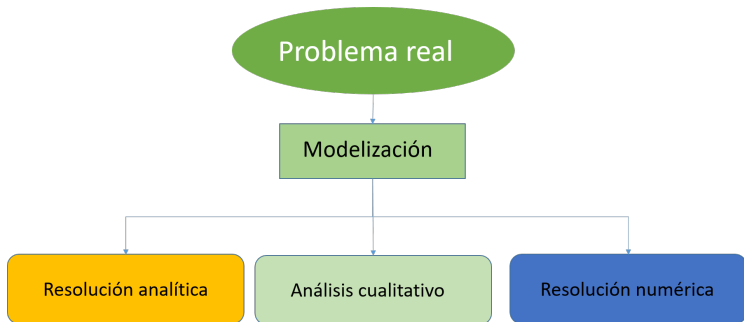 Problema real
Modelización
Resolución analítica
Análisis cualitativo
Resolución numérica